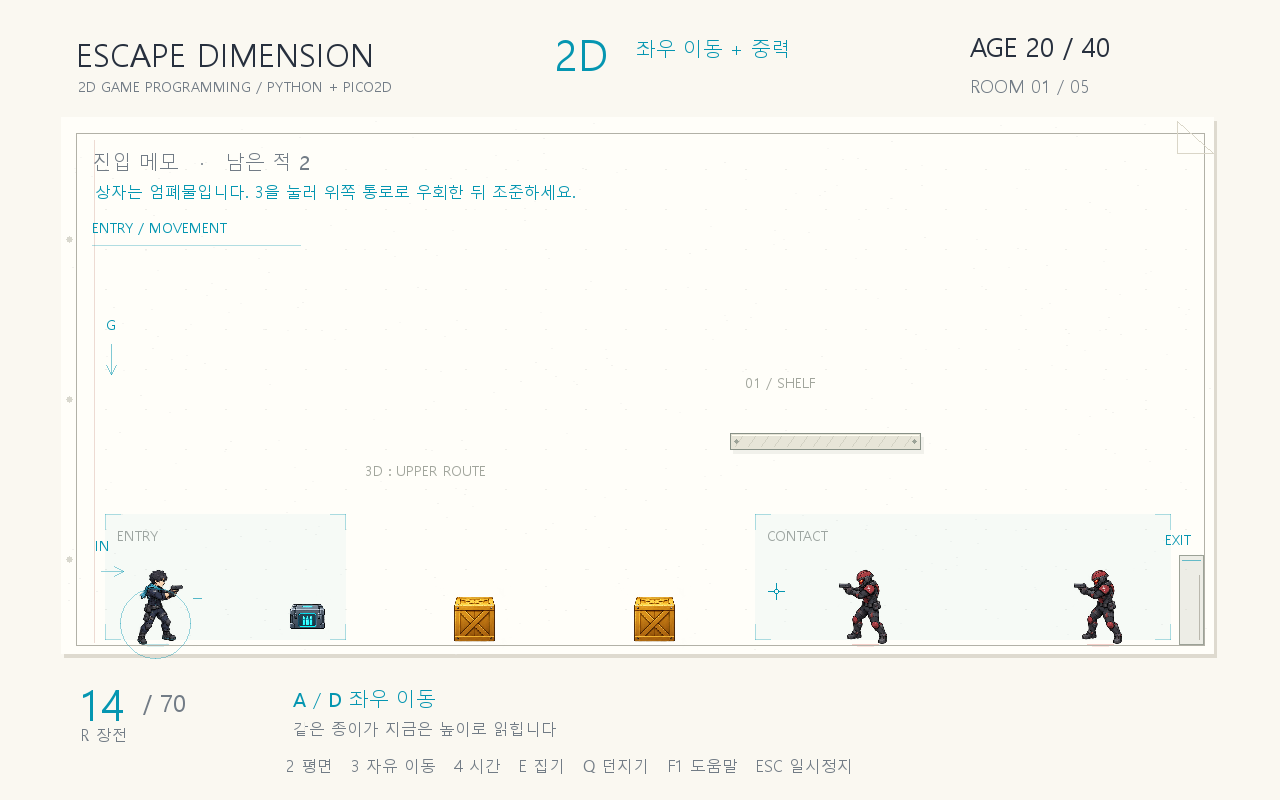 ESCAPE DIMENSION
2D GAME PROGRAMMING / PYTHON + PICO2D
2D 좌우 이동 + 중력
AGE 20 / 40
ROOM 01 / 05
진입 메모 · 남은 적 2
상자는 엄폐물입니다. 3을 눌러 위쪽 통로로 우회한 뒤 조준하세요.
ENTRY / MOVEMENT
G
01 / SHELF
3D : UPPER ROUTE
ENTRY
CONTACT
IN
EXIT
14 / 70
R 장전
A / D 좌우 이동
같은 종이가 지금은 높이로 읽힙니다
2 평면 3 자유 이동 4 시간 E 집기 Q 던지기 F1 도움말 ESC 일시정지